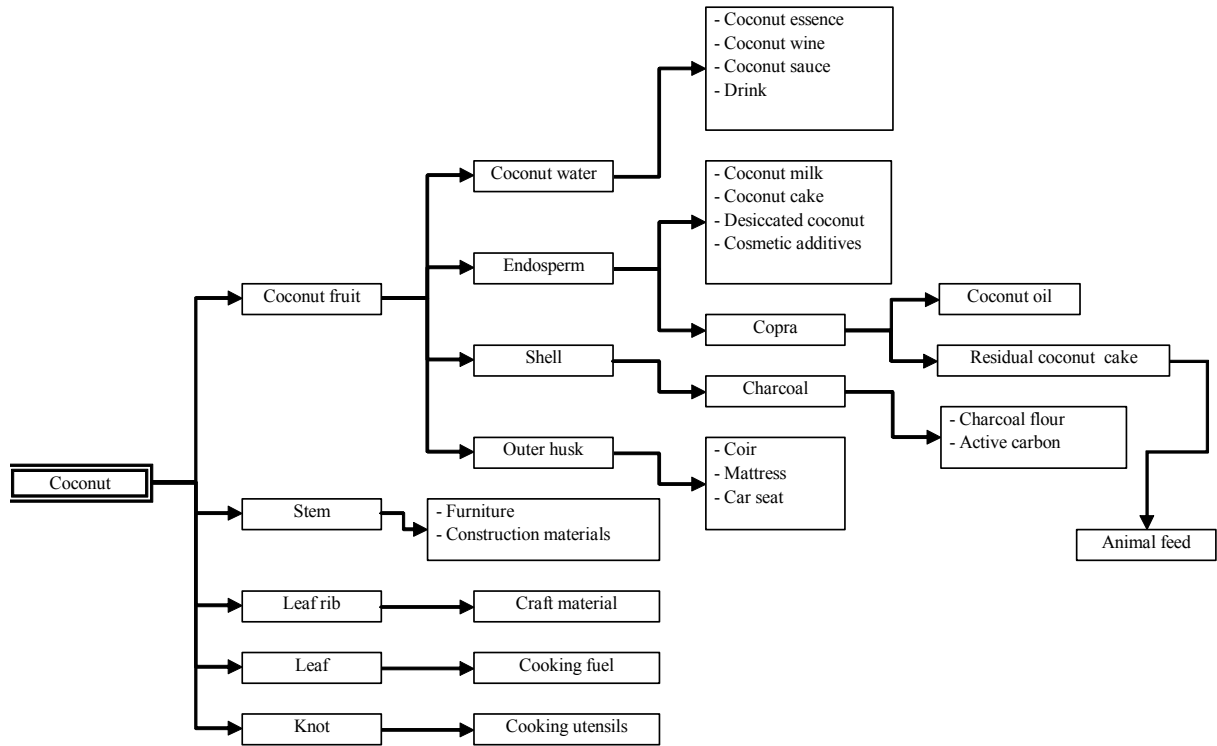 - Coconut essence
- Coconut wine
- Coconut sauce
- Drink
Coconut water
- Coconut milk
- Coconut cake
- Desiccated coconut
- Cosmetic additives
Endosperm
Coconut fruit
Coconut oil
Copra
Shell
Residual coconut cake
Charcoal
- Charcoal flour
- Active carbon
Outer husk
- Coir
- Mattress
- Car seat
Coconut
Stem
- Furniture
- Construction materials
Animal feed
Leaf rib
Craft material
Leaf
Cooking fuel
Knot
Cooking utensils